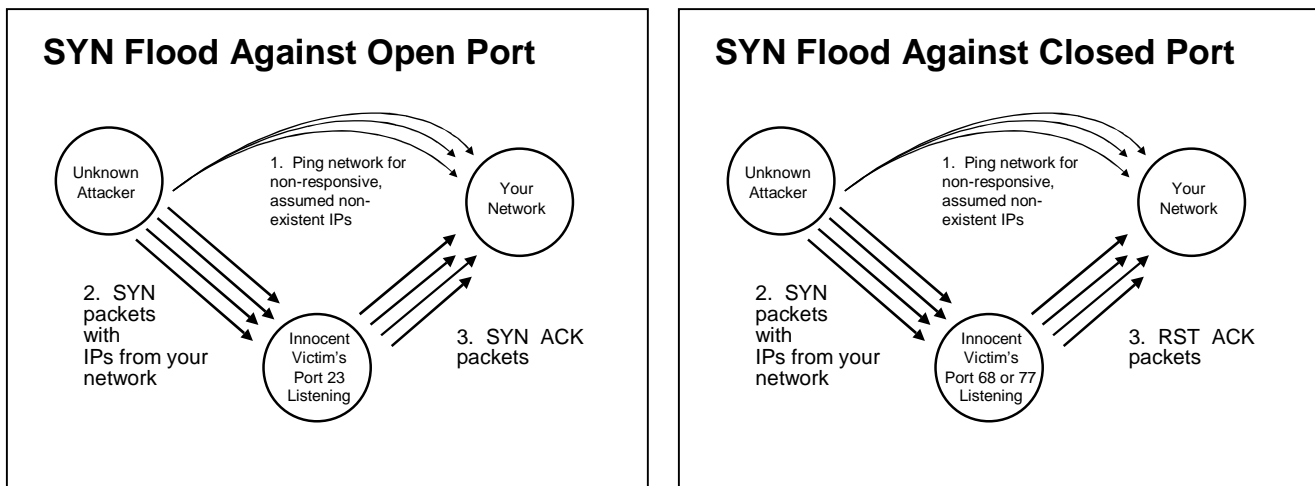 SYN Flood Against Open Port
Unknown
Attacker
1. Ping network for
non-responsive,
assumed non-
existent IPs
Your
Network
2. SYN
packets
with
IPs from your
network
Innocent
Victim's
Port 23
Listening
3. SYN ACK
packets
SYN Flood Against Closed Port
Unknown
Attacker
1. Ping network for
non-responsive,
assumed non-
existent IPs
Your
Network
2. SYN
packets
with
IPs from your
network
Innocent
Victim's
Port 68 or 77
Listening
3. RST ACK
packets